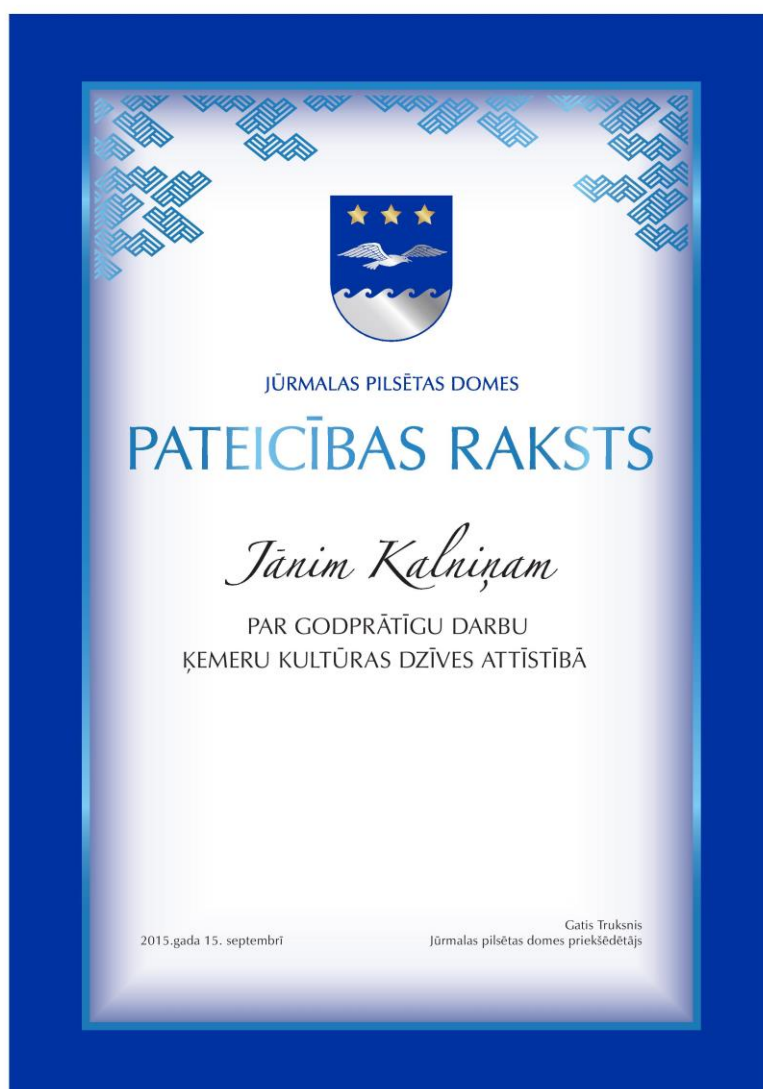 JŪRMALAS PILSĒTAS DOMES
PATEICĪBAS RAKSTS
Jānim Kalniņam
PAR GODPRĀTĪGU DARBU
ĶEMERU KULTŪRAS DZĪVES ATTĪSTĪBĀ
Gatis Truksnis
2015.gada 15. septembrī
Jūrmalas pilsētas domes priekšēdētājs